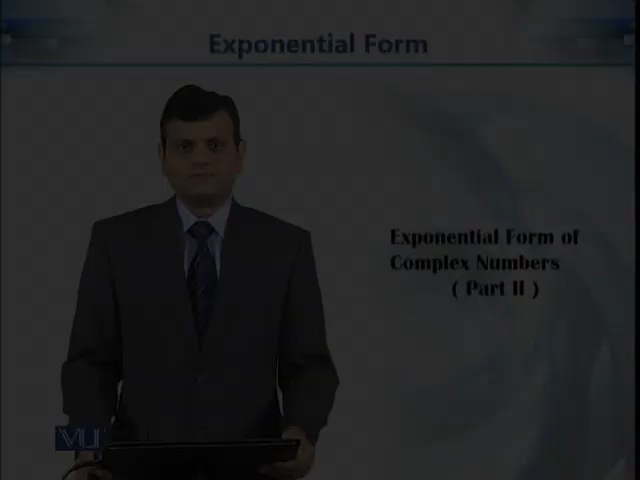 Exponential Form
Exponential Form of
Complex Numbers
( Part II )
VU